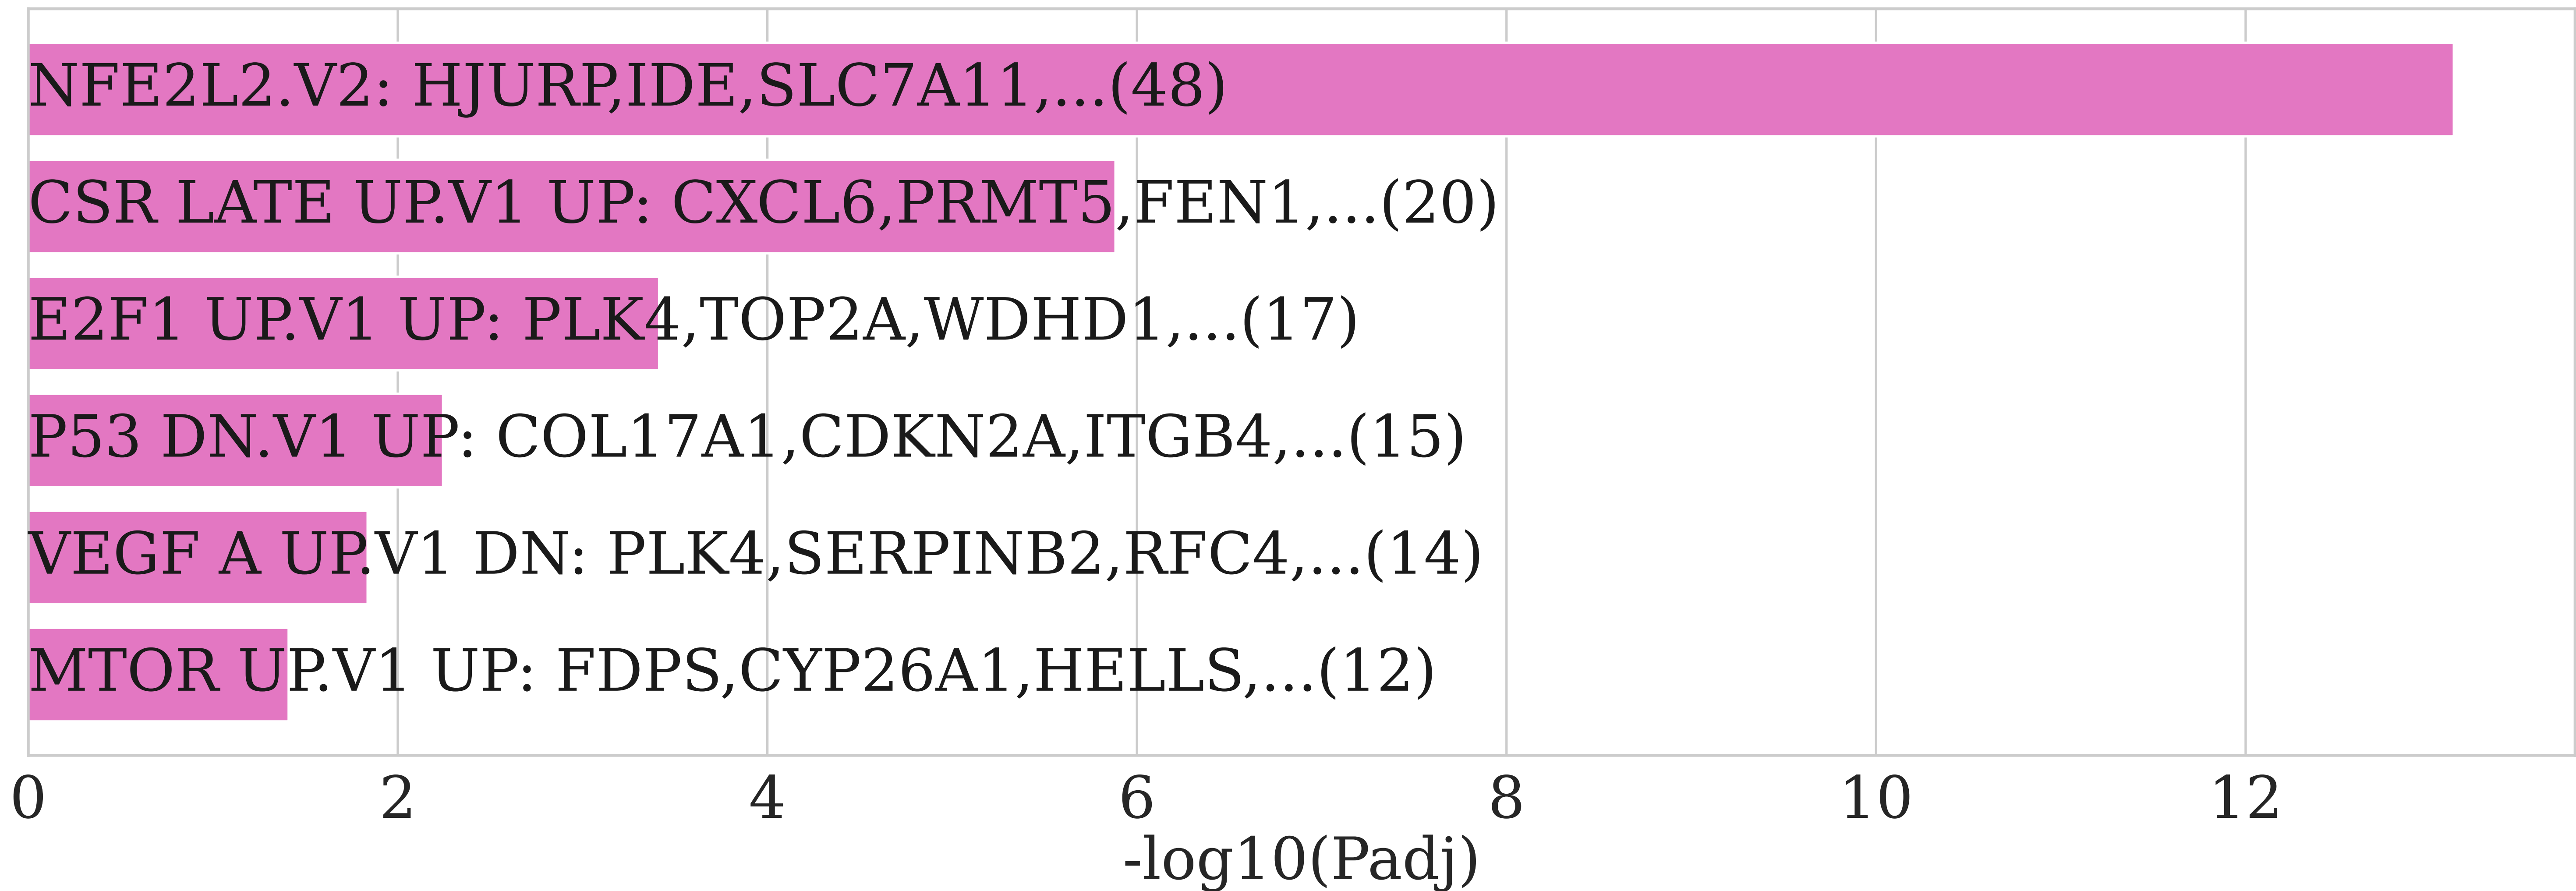 NFE2L2.V2: HJURP,IDE,SLC7A11,...(48)
CSR LATE UP.V1 UP: CXCL6,PRMT5,FEN1,...(20)
E2F1 UP.V1 UP: PLK4,TOP2A,WDHD1,...(17)
P53 DN.V1 UP: COL17A1,CDKN2A,ITGB4,...(15)
VEGF A UP.V1 DN: PLK4,SERPINB2,RFC4,...(14)
MTOR UP.V1 UP: FDPS,CYP26A1,HELLS,...(12)
0 2 4 6 8 10 12
-log10(Padj)